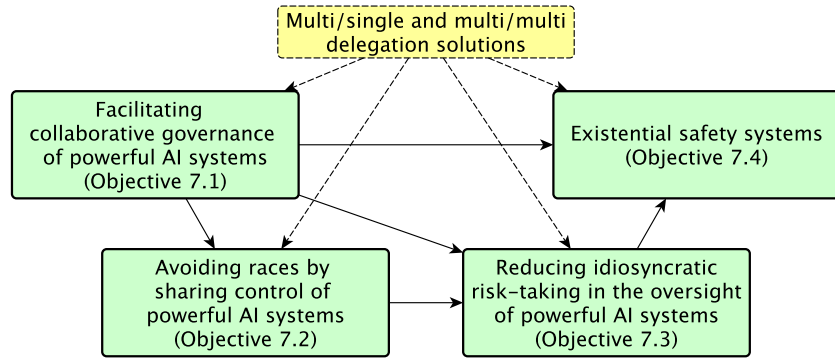 Multi/single and multi/multi
delegation solutions
Facilitating
collaborative governance
of powerful AI systems
(Objective 7.1)
Existential safety systems
(Objective 7.4)
Avoiding races by
sharing control of
powerful AI systems
(Objective 7.2)
Reducing idiosyncratic
risk-taking in the oversight
of powerful AI systems
(Objective 7.3)